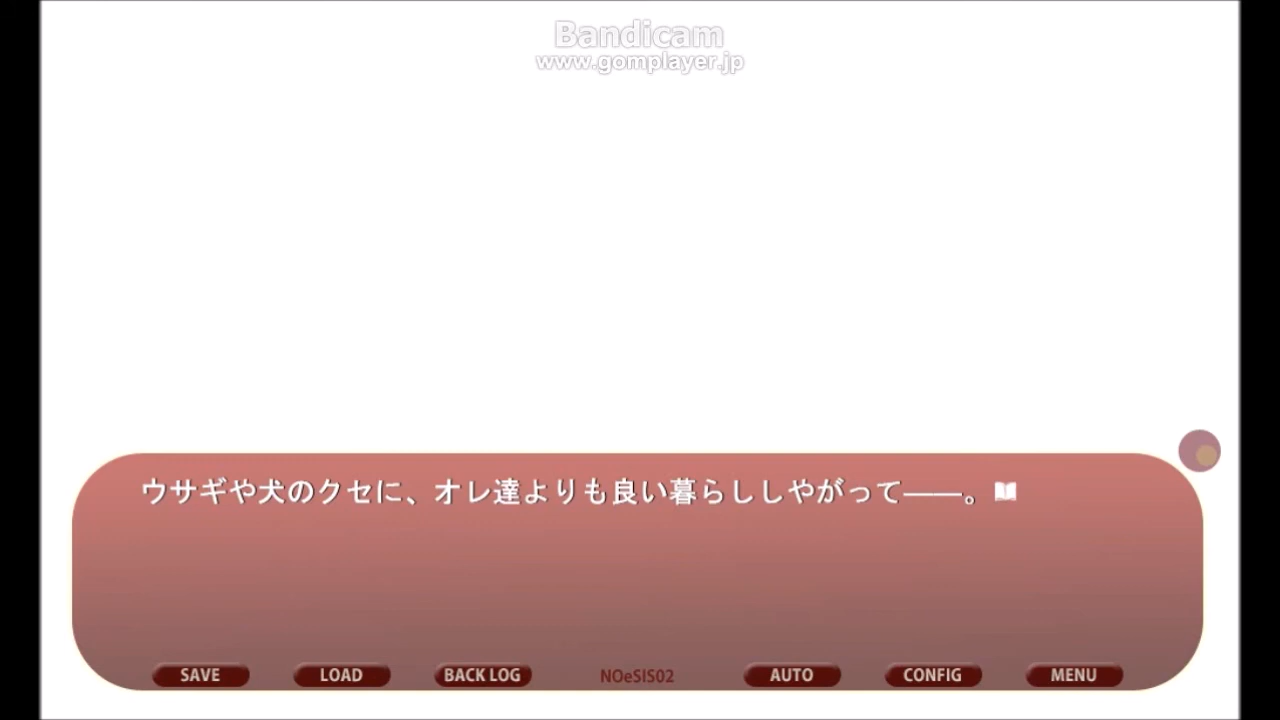 Bandicam
www.gomplayer.jp
ウサギや犬のクセに、オレ達よりも良い暮らししやがって――。
SAVE
LOAD
BACK LOG
NOeSIS02
AUTO
CONFIG
MENU